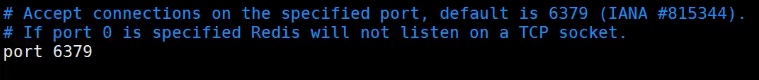 # Accept connections on the specified port, default is 6379 (IANA #815344).
# If port 0 is specified Redis will not listen on a TCP socket.
port 6379